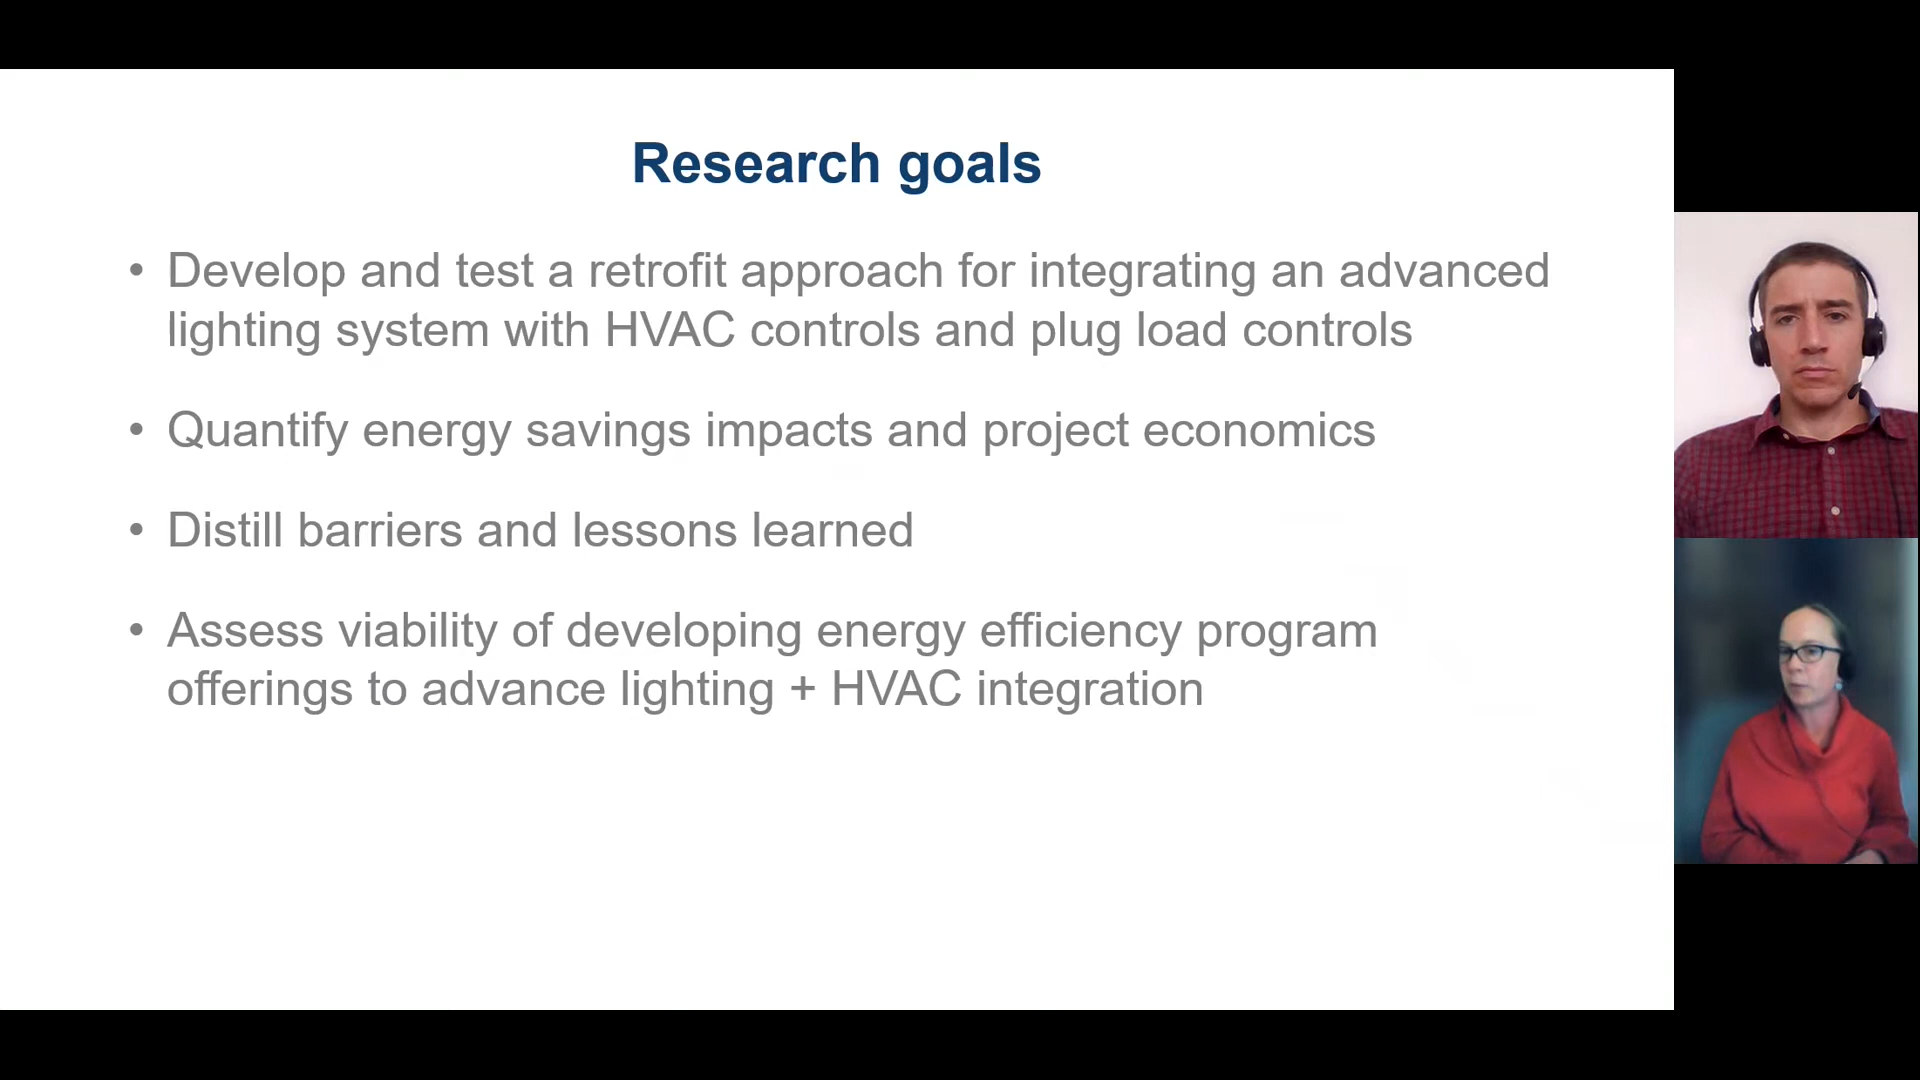 Research goals
• Develop and test a retrofit approach for integrating an advanced
lighting system with HVAC controls and plug load controls
• Quantify energy savings impacts and project economics
• Distill barriers and lessons learned
• Assess viability of developing energy efficiency program
offerings to advance lighting + HVAC integration